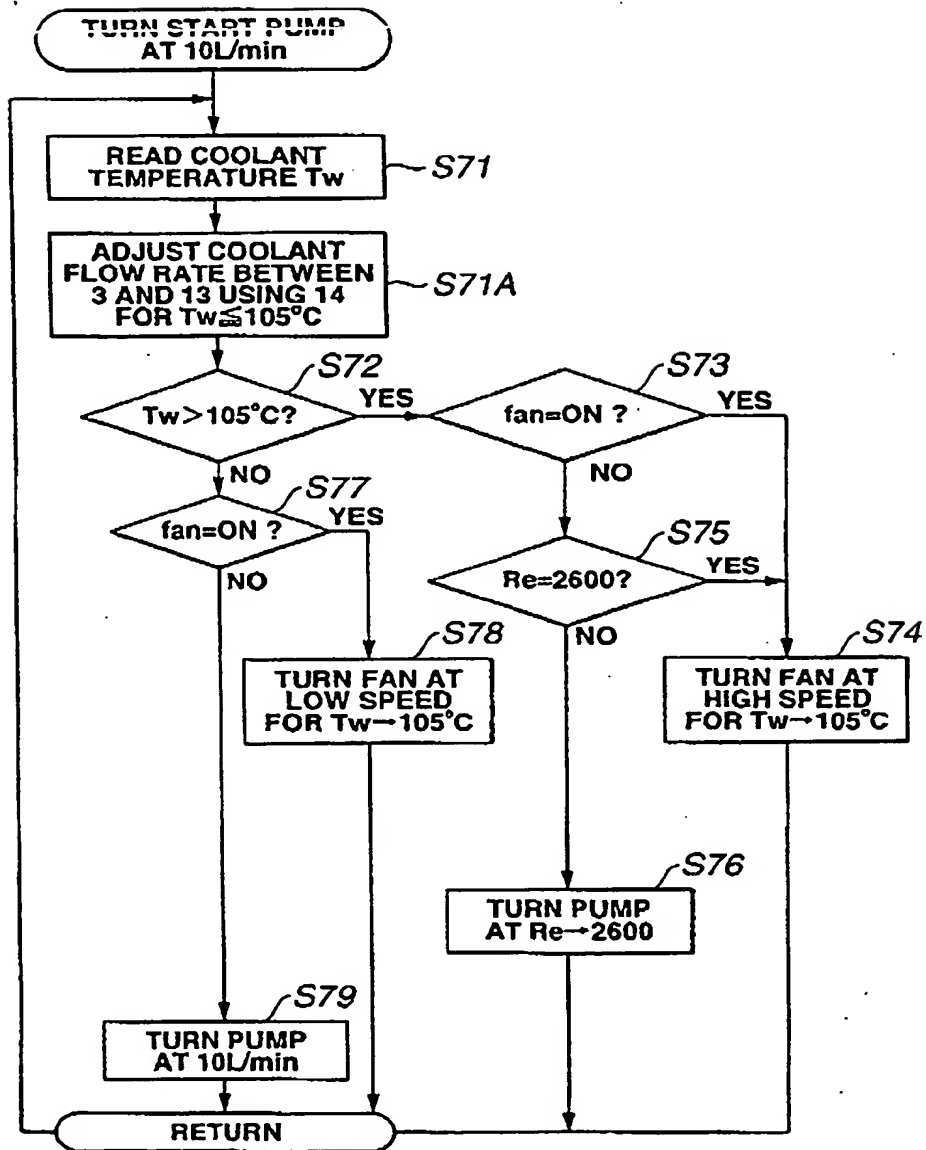 TURN START PUMP
AT 10L/min
READ COOLANT
TEMPERATURE Tw
S71
ADJUST COOLANT
FLOW RATE BETWEEN
3 AND 13 USING 14
FOR Tw≦105°C
S71A
S72
Tw>105°C?
YES
NO
S73
fan=ON ?
YES
NO
S77
fan=ON ?
YES
NO
S75
Re=2600?
YES
NO
S78
TURN FAN AT
LOW SPEED
FOR Tw→105°C
S74
TURN FAN AT
HIGH SPEED
FOR Tw→105°C
S76
TURN PUMP
AT Re→2600
S79
TURN PUMP
AT 10L/min
RETURN